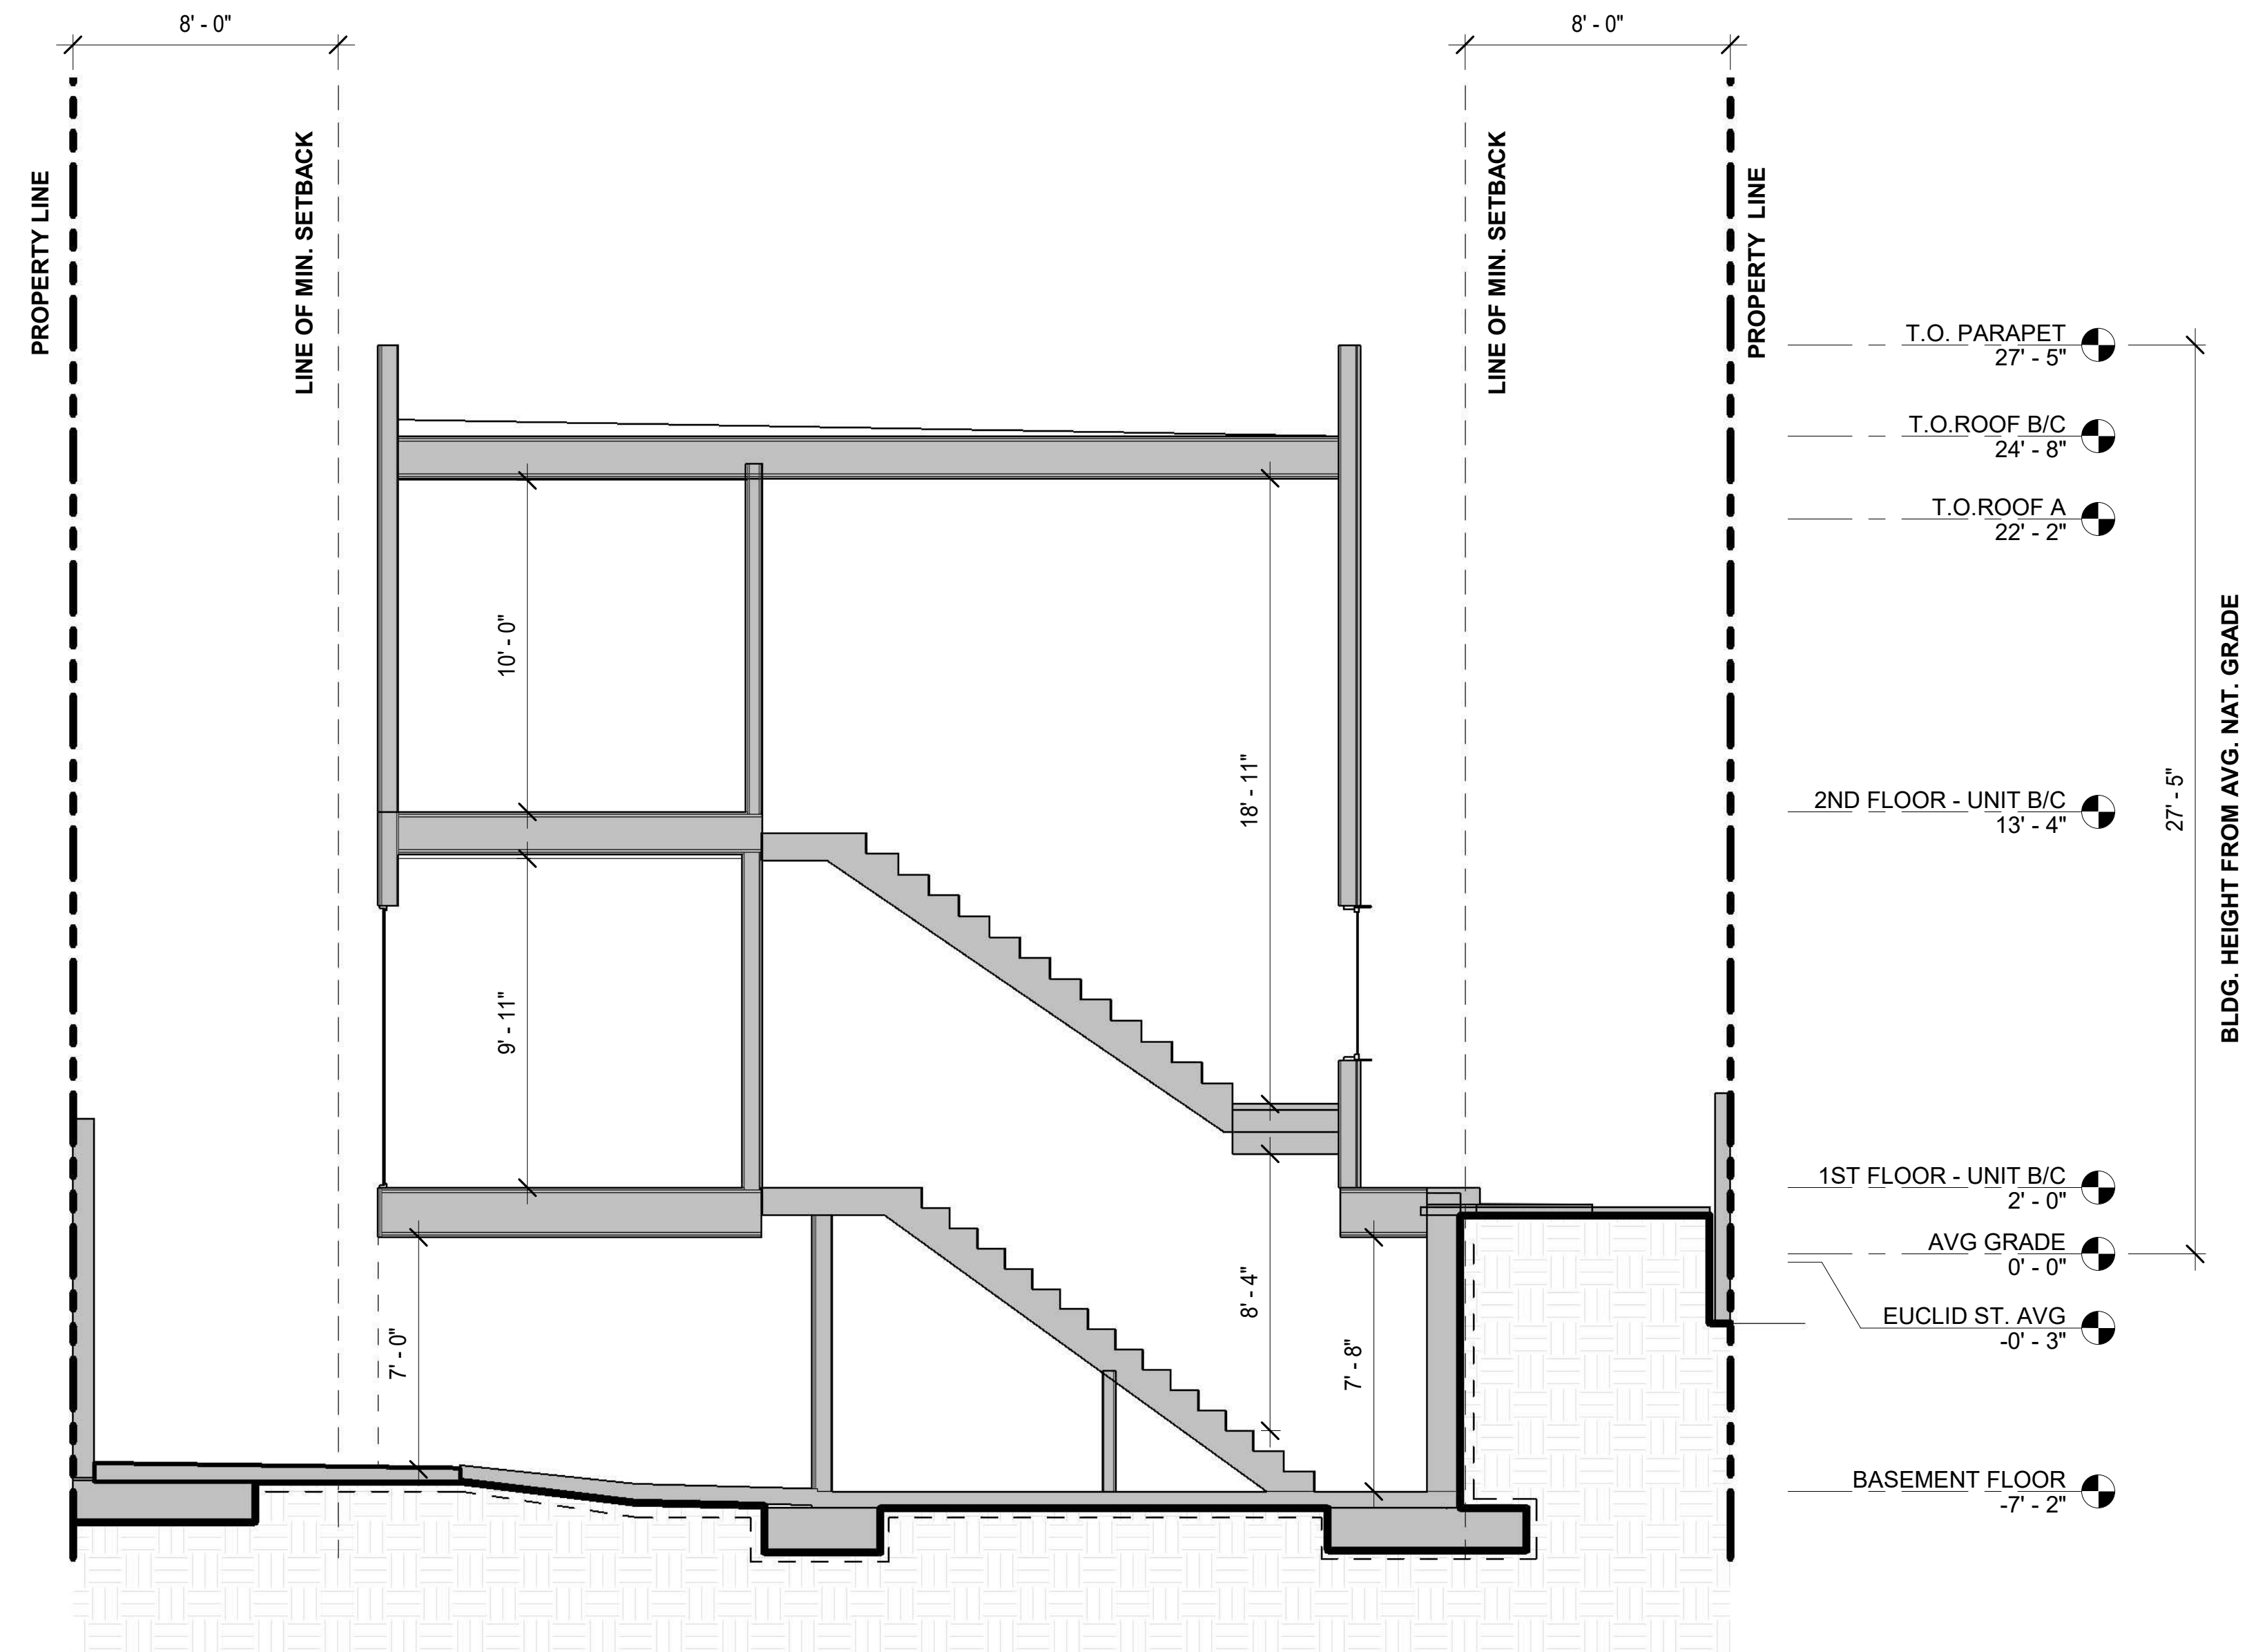 8' - 0"
8' - 0"
PROPERTY LINE
LINE OF MIN. SETBACK
LINE OF MIN. SETBACK
PROPERTY LINE
T.O. PARAPET
27' - 5"
T.O.ROOF B/C
24' - 8"
T.O.ROOF A
22' - 2"
10' - 0"
18' - 11"
2ND FLOOR - UNIT B/C
13' - 4"
27' - 5"
BLDG. HEIGHT FROM AVG. NAT. GRADE
9' - 11"
1ST FLOOR - UNIT B/C
2' - 0"
AVG GRADE
0' - 0"
7' - 0"
8' - 4"
7' - 8"
EUCLID ST. AVG
-0' - 3"
BASEMENT FLOOR
-7' - 2"